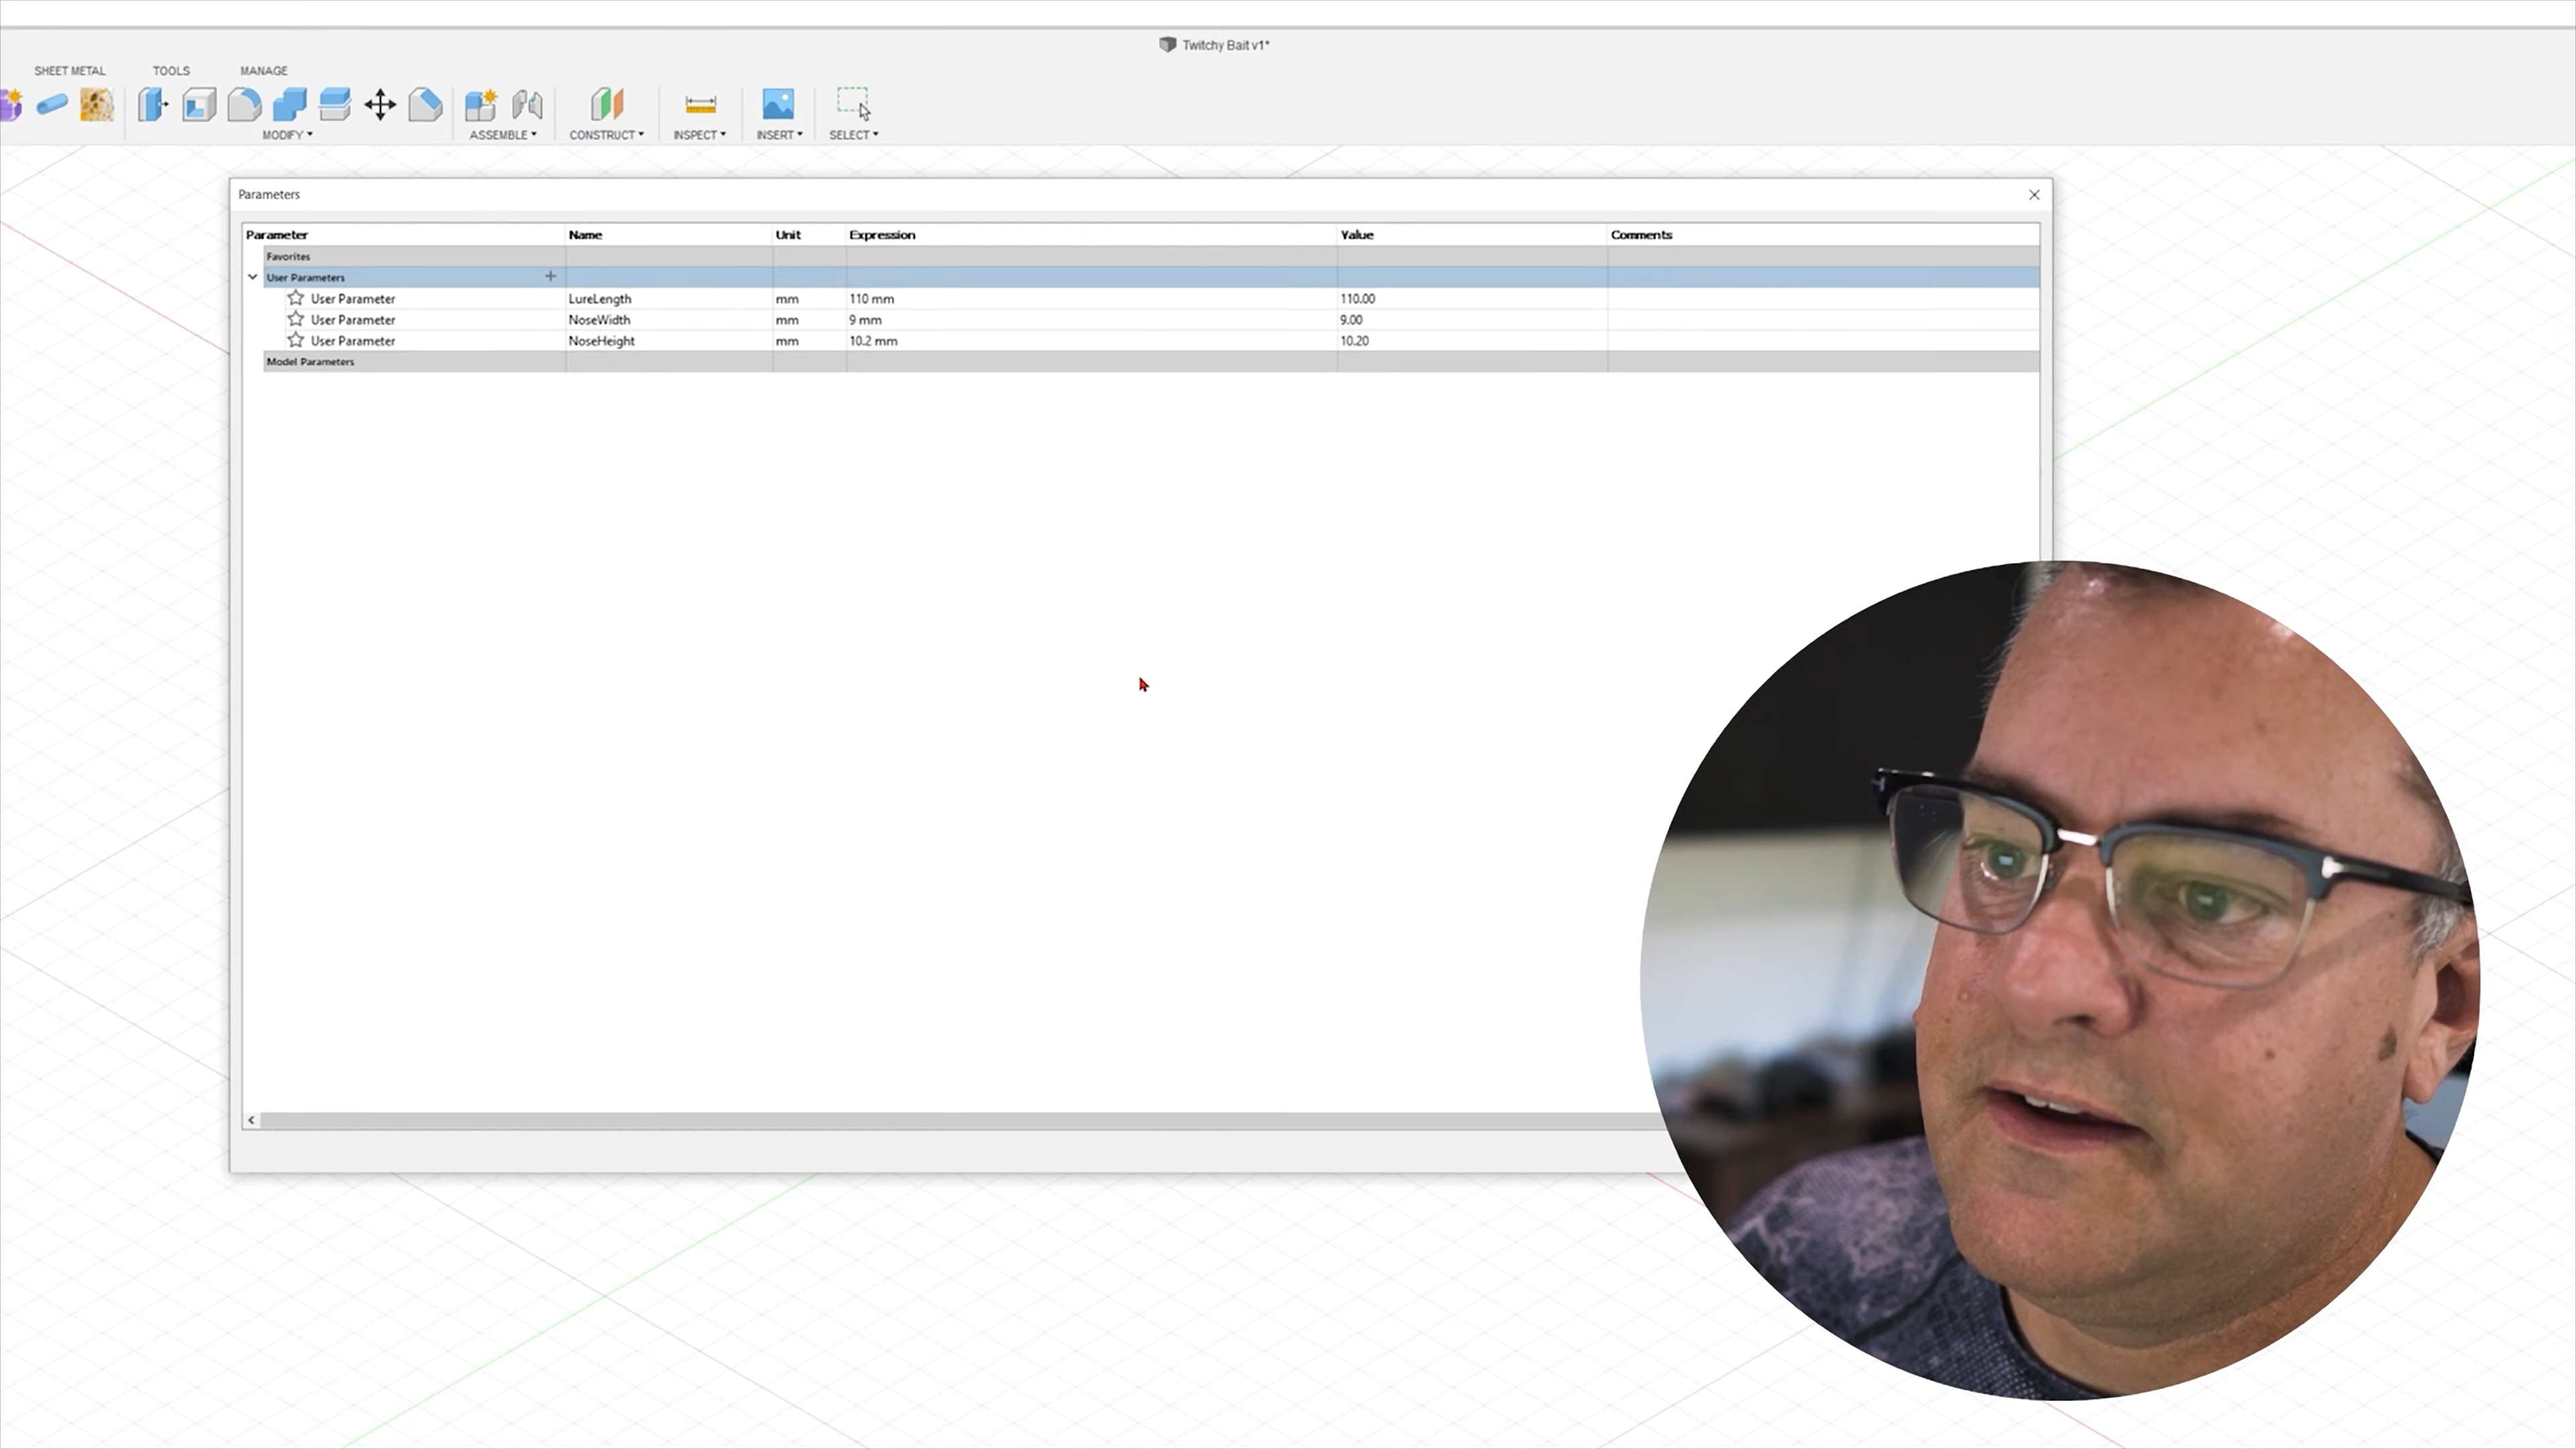 Twitchy Bait v1*
SHEET METAL TOOLS MANAGE
MODIFY ASSEMBLE CONSTRUCT INSPECT INSERT SELECT
Parameters
Parameter Name Unit Expression Value Comments
Favorites
User Parameters
User Parameter LureLength mm 110 mm 110.00
User Parameter NoseWidth mm 9 mm 9.00
User Parameter NoseHeight mm 10.2 mm 10.20
Model Parameters